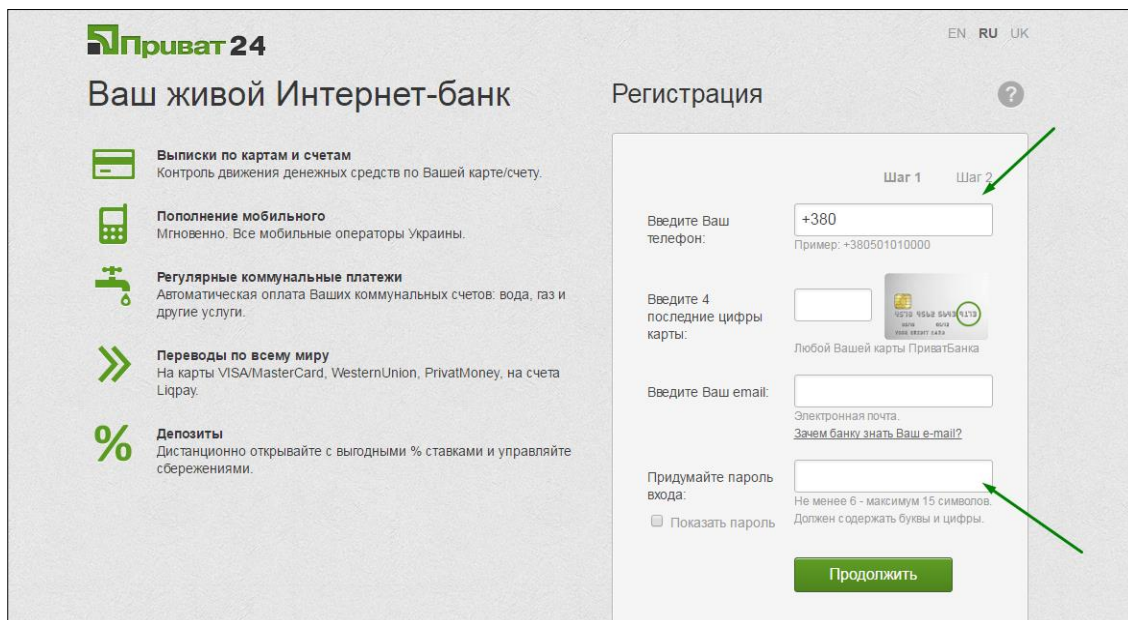 Приват 24
EN RU UK
Ваш живой Интернет-банк
Выписки по картам и счетам
Контроль движения денежных средств по Вашей карте/счету.
Пополнение мобильного
Мгновенно. Все мобильные операторы Украины.
Регулярные коммунальные платежи
Автоматическая оплата Ваших коммунальных счетов: вода, газ и
другие услуги.
Переводы по всему миру
На карты VISA/MasterCard, WesternUnion, PrivatMoney, на счета
Liqpay.
%
Депозиты
Дистанционно открывайте с выгодными % ставками и управляйте
сбережениями.
Регистрация
?
Шаг 1 Шаг 2
Введите Ваш
телефон:
+380
Пример: +380501010000
Введите 4
последние цифры
карты:
Любой Вашей карты ПриватБанка
Введите Ваш email:
Электронная почта.
Зачем банку знать Ваш e-mail?
Придумайте пароль
входа:
Не менее 6 - максимум 15 символов.
Должен содержать буквы и цифры.
Показать пароль
Продолжить